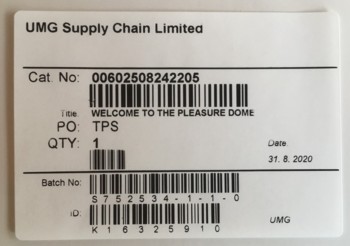 UMG Supply Chain Limited
Cat. No: 00602508242205
Title: WELCOME TO THE PLEASURE DOME
PO: TPS
QTY: 1
Date:
31. 8. 2020
Batch No:
S752534-1-1-0
ID:
K16325910
UMG